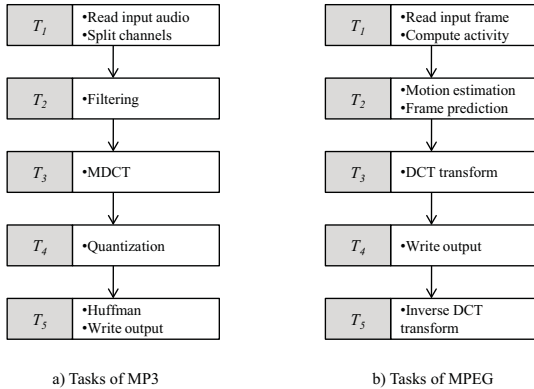 T1
•Read input audio
•Split channels
T2
•Filtering
T3
•MDCT
T4
•Quantization
T5
•Huffman
•Write output
a) Tasks of MP3
T1
•Read input frame
•Compute activity
T2
•Motion estimation
•Frame prediction
T3
•DCT transform
T4
•Write output
T5
•Inverse DCT
transform
b) Tasks of MPEG